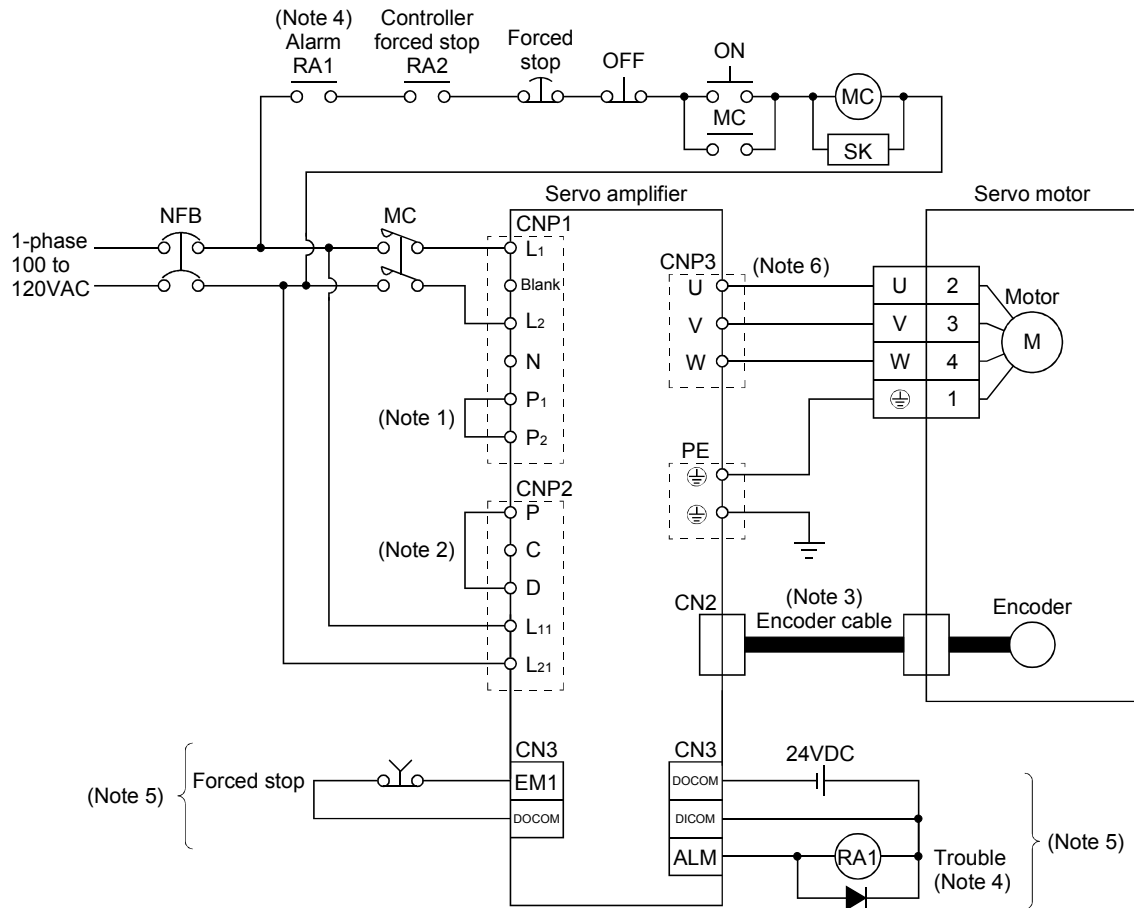 (Note 4)
Alarm
RA1
Controller
forced stop
RA2
Forced
stop
OFF
ON
MC
MC
SK
Servo amplifier
Servo motor
NFB
MC
CNP1
1-phase
100 to
120VAC
L1
Blank
L2
N
P1
P2
(Note 1)
CNP3
U
V
W
(Note 6)
U 2
V 3
W 4
1
Motor
M
PE
CNP2
P
C
D
L11
L21
(Note 2)
CN2
(Note 3)
Encoder cable
Encoder
(Note 5)
Forced stop
CN3
EM1
DOCOM
CN3
DOCOM
DICOM
ALM
24VDC
RA1
Trouble
(Note 4)
(Note 5)